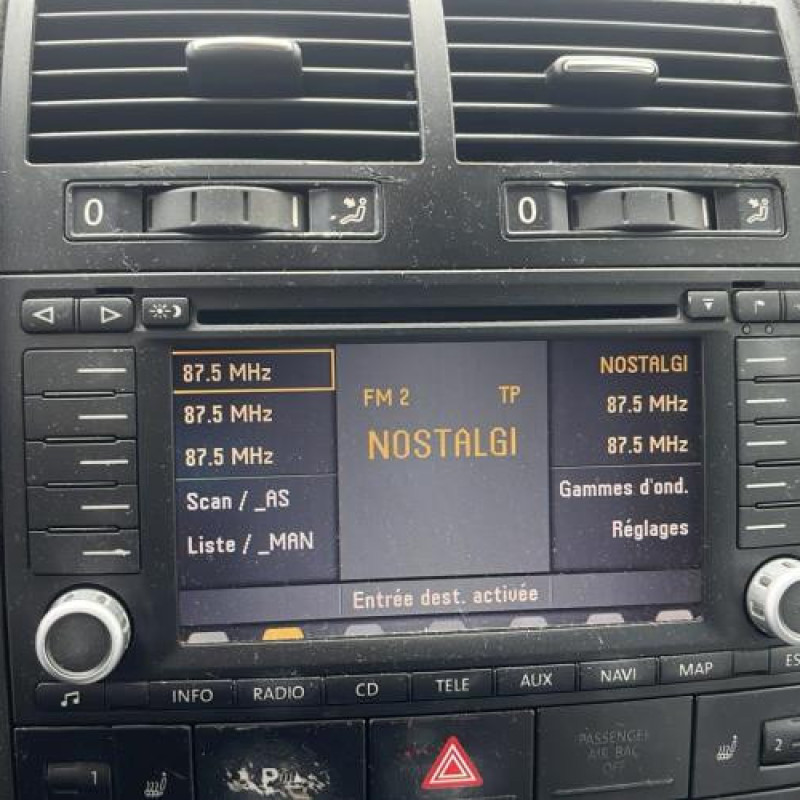 0
0
87.5 MHz
87.5 MHz
87.5 MHz
Scan / _AS
Liste / _MAN
FM 2 TP
NOSTALGI
NOSTALGI
87.5 MHz
87.5 MHz
Gammes d'ond.
Réglages
Entrée dest. activée
INFO RADIO CD TELE AUX NAVI MAP
1
P
PASSENGER
AIR BAG
OFF
2